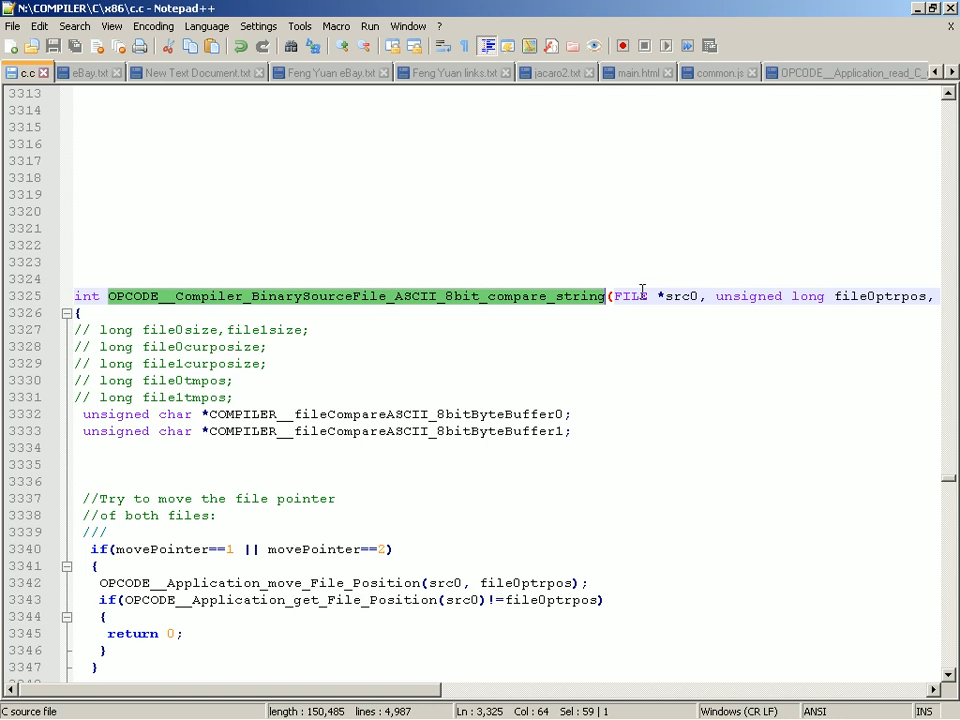 N:\COMPILER\C\x86\c.c - Notepad++
File Edit Search View Encoding Language Settings Tools Macro Run Window ? X
c.c eBay.txt New Text Document.txt Feng Yuan eBay.txt Feng Yuan links.txt jacaro2.txt main.html common.js OPCODE__Application_read_C_
3313
3314
3315
3316
3317
3318
3319
3320
3321
3322
3323
3324
3325 int OPCODE__Compiler_BinarySourceFile_ASCII_8bit_compare_string(FILE *src0, unsigned long file0ptrpos,
3326 {
3327 // long file0size,file1size;
3328 // long file0curposize;
3329 // long file1curposize;
3330 // long file0tmpos;
3331 // long file1tmpos;
3332 unsigned char *COMPILER__fileCompareASCII_8bitByteBuffer0;
3333 unsigned char *COMPILER__fileCompareASCII_8bitByteBuffer1;
3334
3335
3336
3337 //Try to move the file pointer
3338 //of both files:
3339 ///
3340 if(movePointer==1 || movePointer==2)
3341 {
3342 OPCODE__Application_move_File_Position(src0, file0ptrpos);
3343 if(OPCODE__Application_get_File_Position(src0)!=file0ptrpos)
3344 {
3345 return 0;
3346 }
3347 }
C source file length : 150,485 lines : 4,987 Ln : 3,325 Col : 64 Sel : 59 | 1 Windows (CR LF) ANSI INS